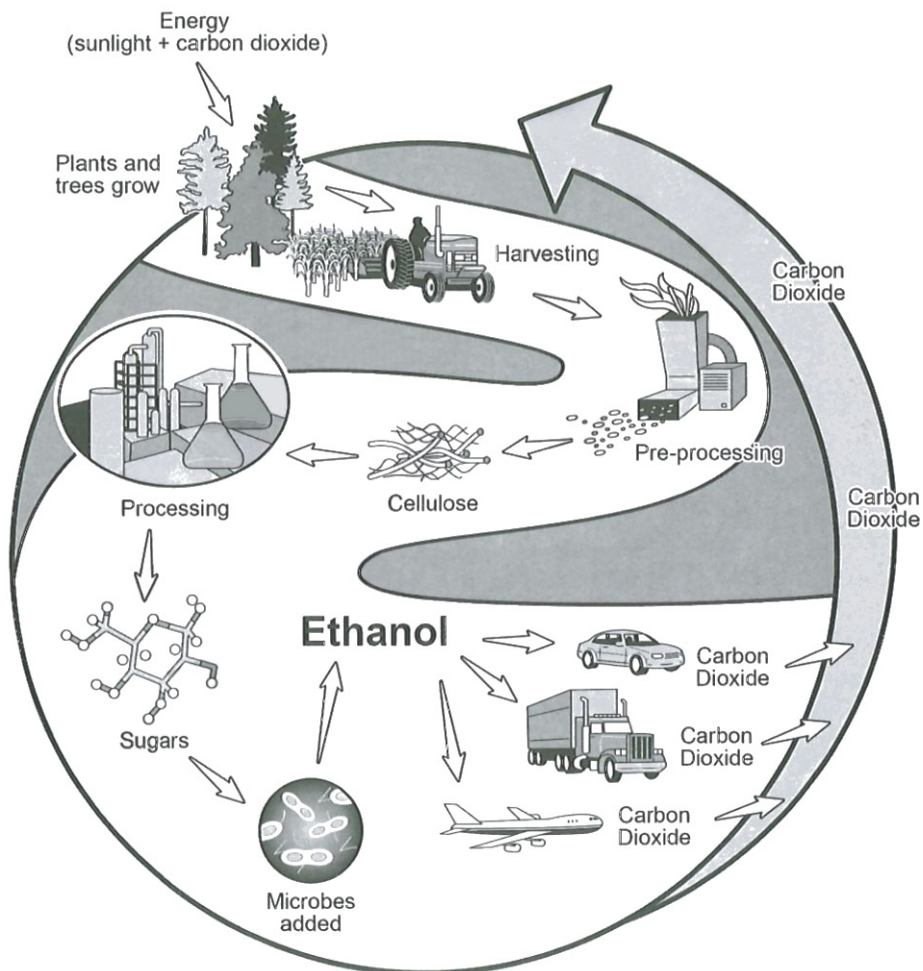 Energy
(sunlight + carbon dioxide)
Plants and
trees grow
Harvesting
Carbon
Dioxide
Pre-processing
Cellulose
Processing
Carbon
Dioxide
Sugars
Microbes
added
Ethanol
Carbon
Dioxide
Carbon
Dioxide
Carbon
Dioxide